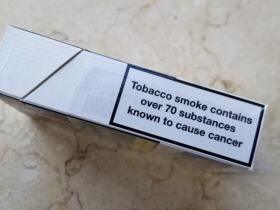 Tobacco smoke contains
over 70 substances
known to cause cancer